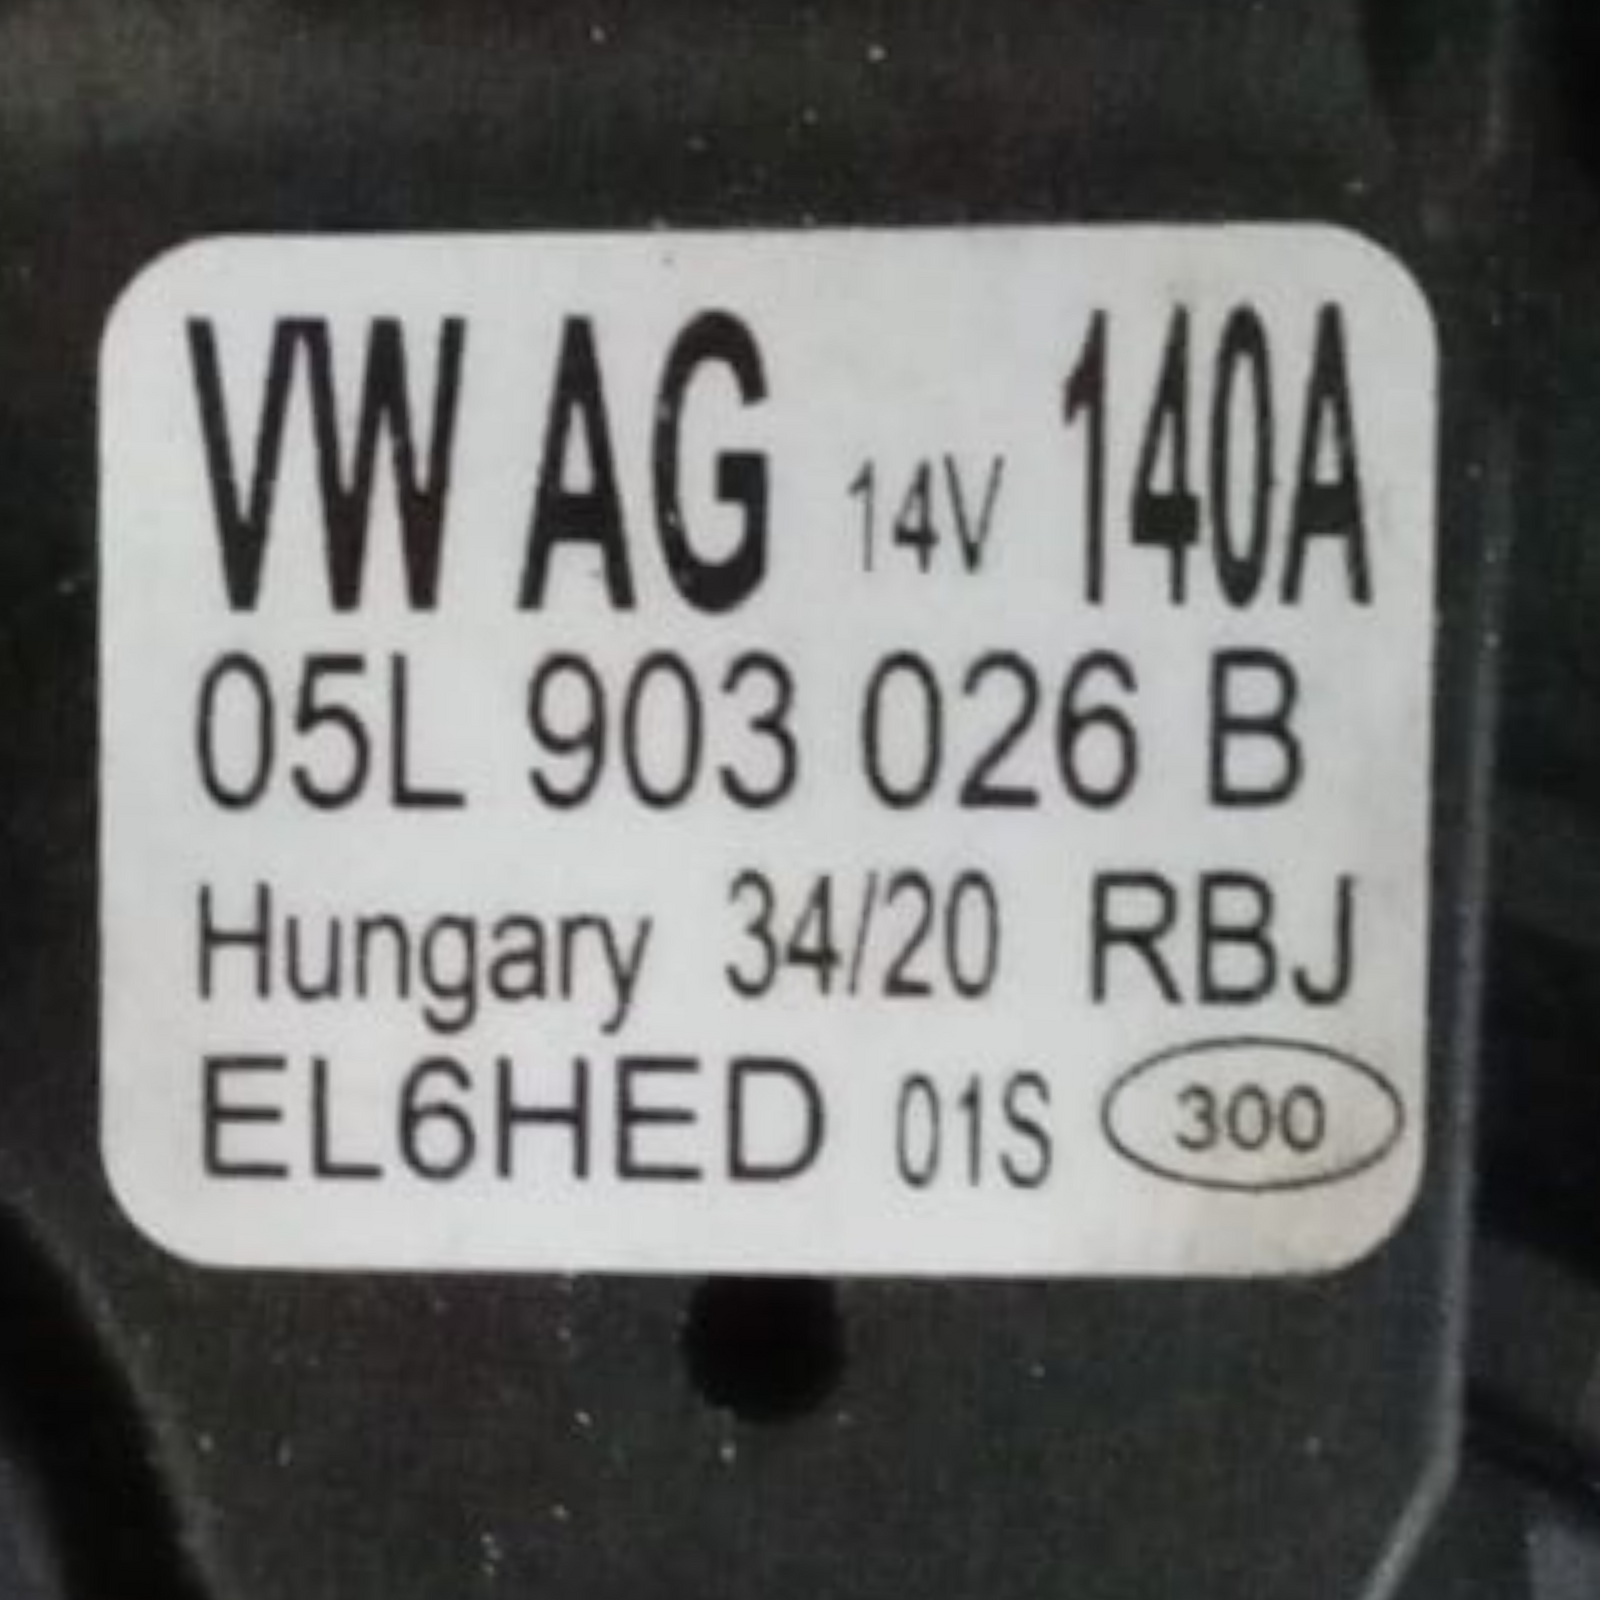 VW AG 14V 140A
05L 903 026 B
Hungary 34/20 RBJ
EL6HED 01S 300